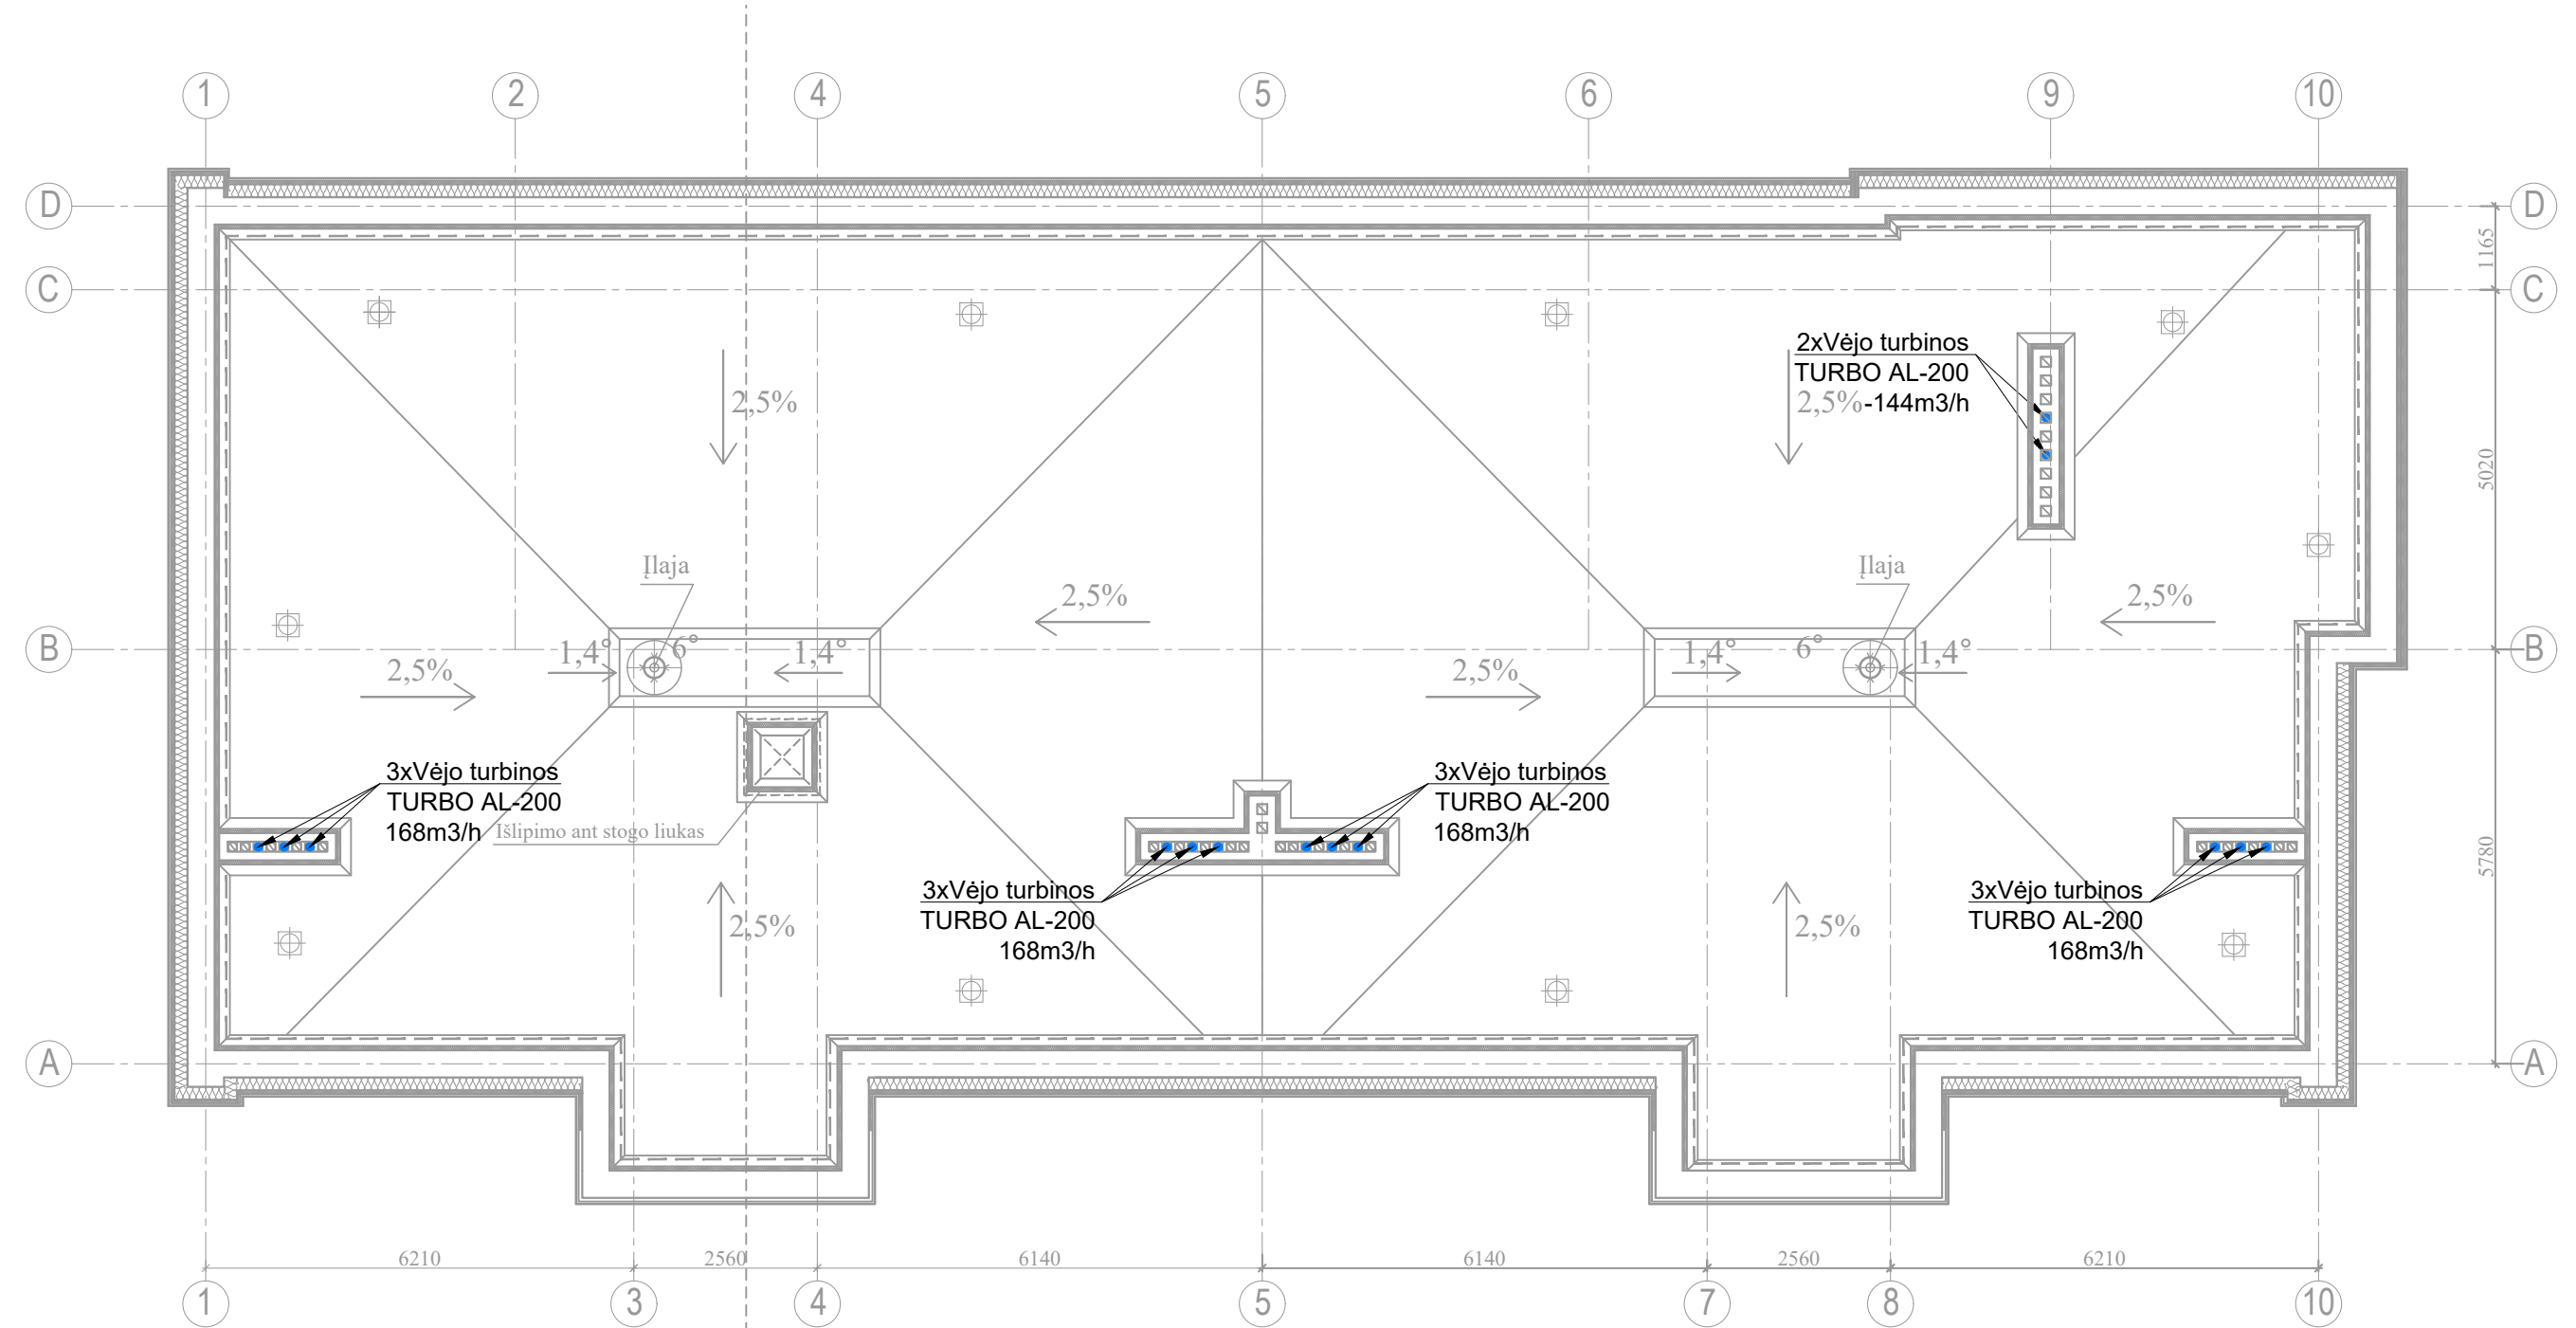 1
2
4
5
6
9
10
D
D
1165
C
C
2xVėjo turbinos
TURBO AL-200
2,5%-144m3/h
2,5%
5020
Įlaja
Įlaja
2,5%
2,5%
B
1,4°
6°
1,4°
1,4°
6°
1,4°
B
2,5%
2,5%
3xVėjo turbinos
TURBO AL-200
168m3/h
Išlipimo ant stogo liukas
3xVėjo turbinos
TURBO AL-200
168m3/h
5780
3xVėjo turbinos
TURBO AL-200
168m3/h
3xVėjo turbinos
TURBO AL-200
168m3/h
2,5%
2,5%
A
A
6210
2560
6140
6140
2560
6210
1
3
4
5
7
8
10